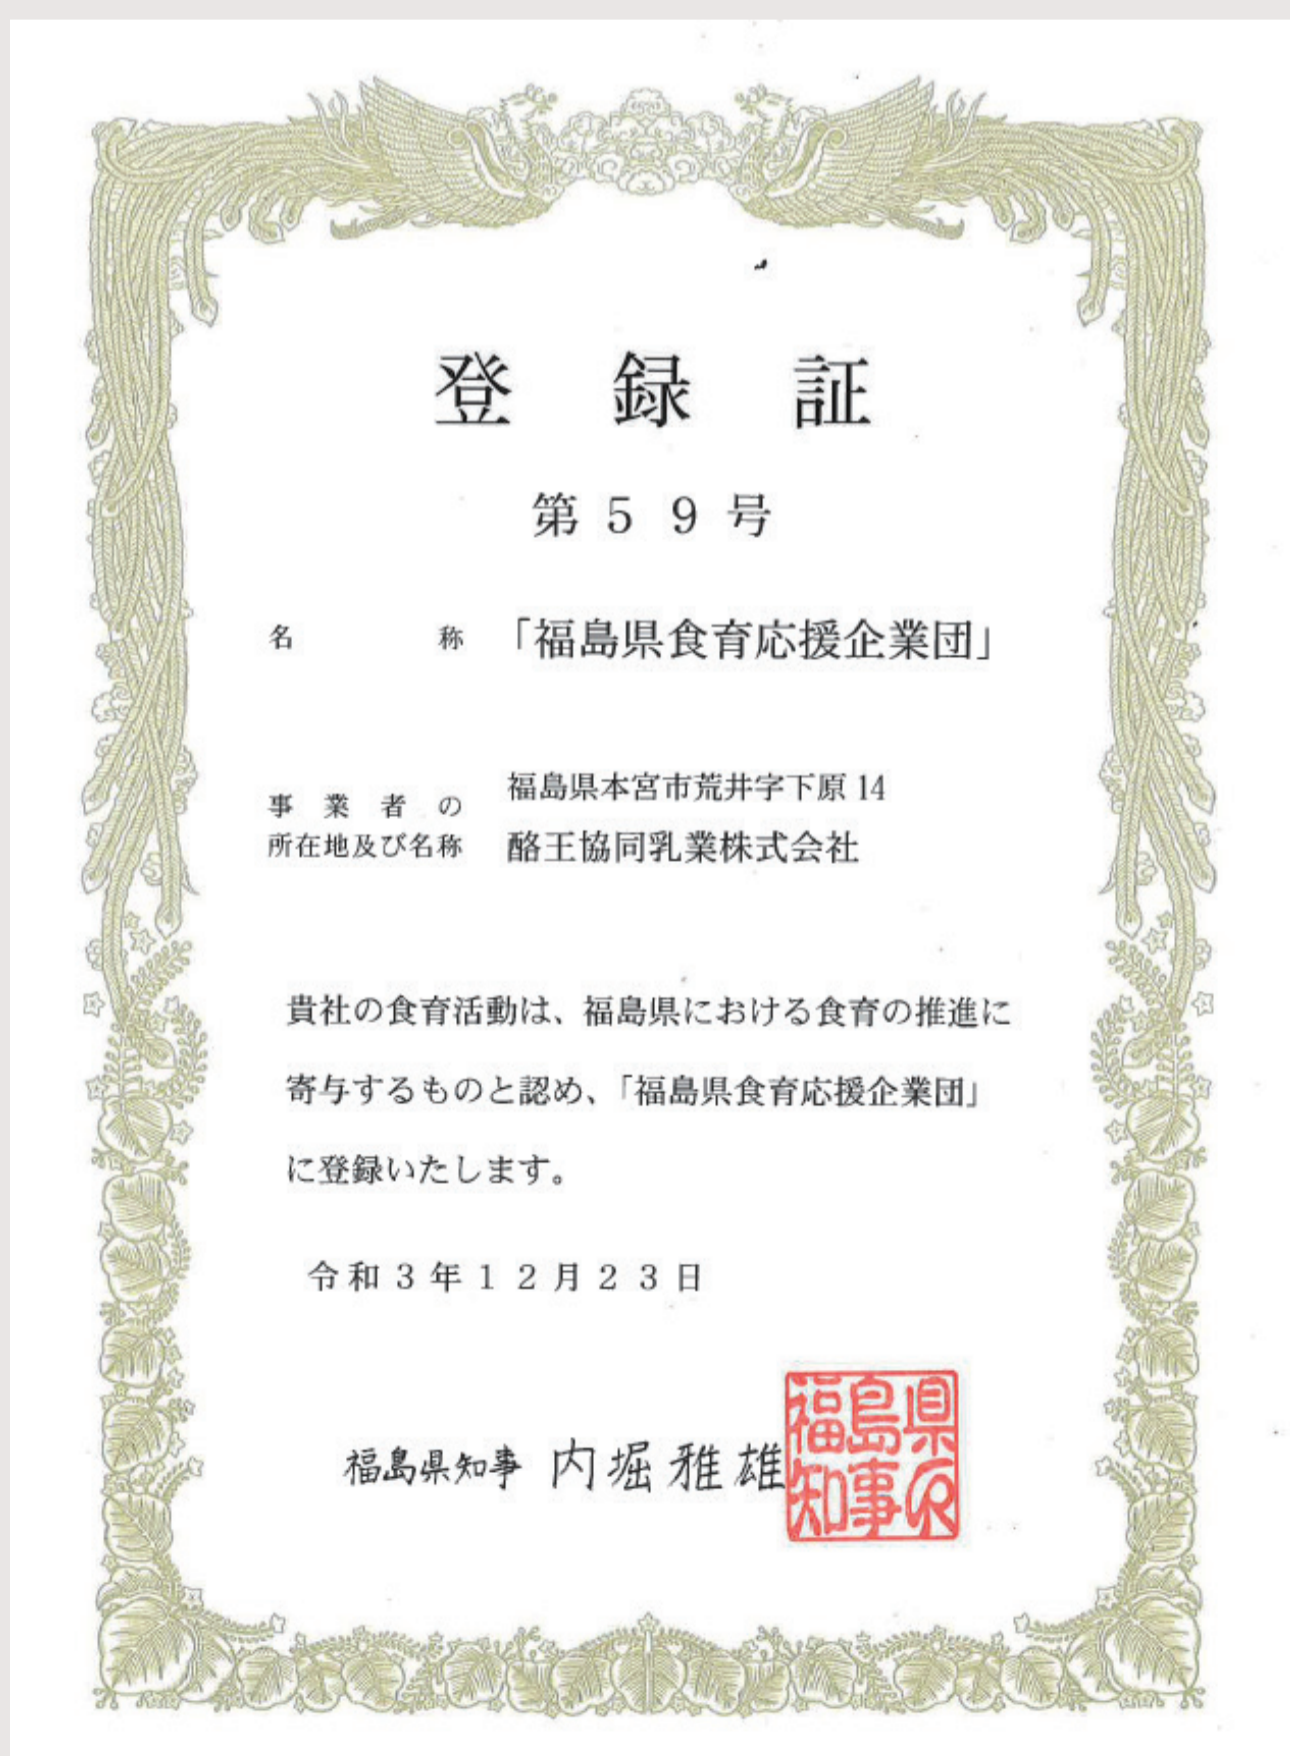 登録証
第59号
名称 「福島県食育応援企業団」
事業者の
所在地及び名称
福島県本宮市荒井字下原 14
酪王協同乳業株式会社
貴社の食育活動は、福島県における食育の推進に
寄与するものと認め、「福島県食育応援企業団」
に登録いたします。
令和3年12月23日
福島県知事 内堀雅雄
福島県
知事印